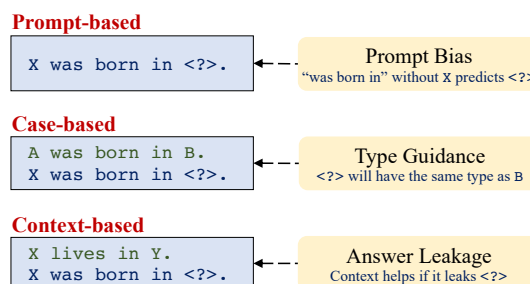 Prompt-based
X was born in <?>.
Prompt Bias
“was born in” without X predicts <?>
Case-based
A was born in B.
X was born in <?>.
Type Guidance
<?> will have the same type as B
Context-based
X lives in Y.
X was born in <?>.
Answer Leakage
Context helps if it leaks <?>